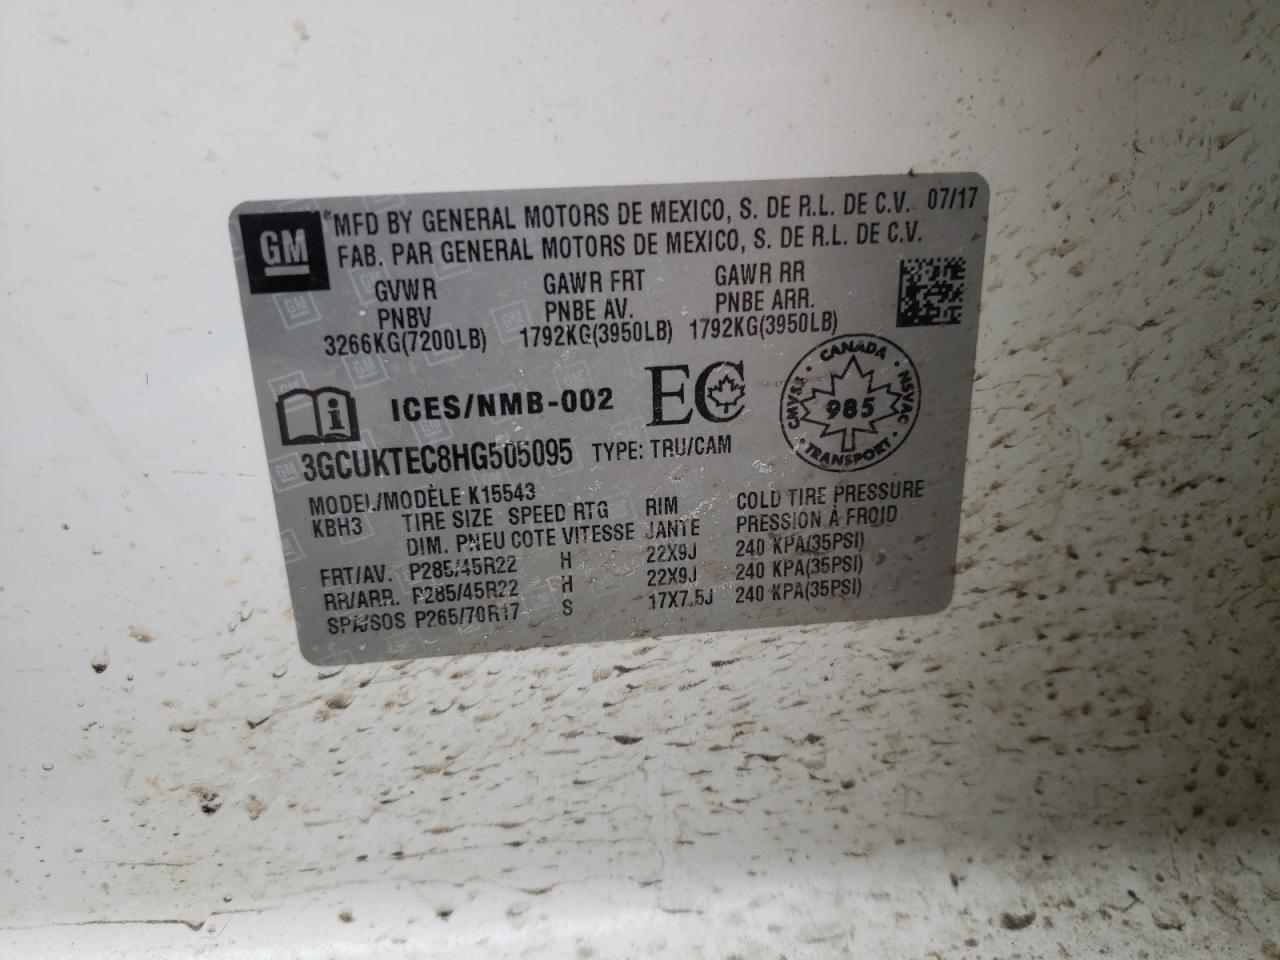 GM
®MFD BY GENERAL MOTORS DE MEXICO, S. DE R.L. DE C.V. 07/17
FAB. PAR GENERAL MOTORS DE MEXICO, S. DE R.L. DE C.V.
GVWR GAWR FRT GAWR RR
PNBV PNBE AV. PNBE ARR.
3266KG(7200LB) 1792KG(3950LB) 1792KG(3950LB)
i ICES/NMB-002 EC
CANADA
CMVSS NSVAC
985
TRANSPORT
3GCUKTEC8HG505095 TYPE: TRU/CAM
MODEL/MODÈLE K15543
KBH3 TIRE SIZE SPEED RTG RIM COLD TIRE PRESSURE
DIM. PNEU COTE VITESSE JANTE PRESSION À FROID
FRT/AV. P285/45R22 H 22X9J 240 KPA(35PSI)
RR/ARR. P285/45R22 H 22X9J 240 KPA(35PSI)
SPA/SOS P265/70R17 S 17X7.5J 240 KPA(35PSI)